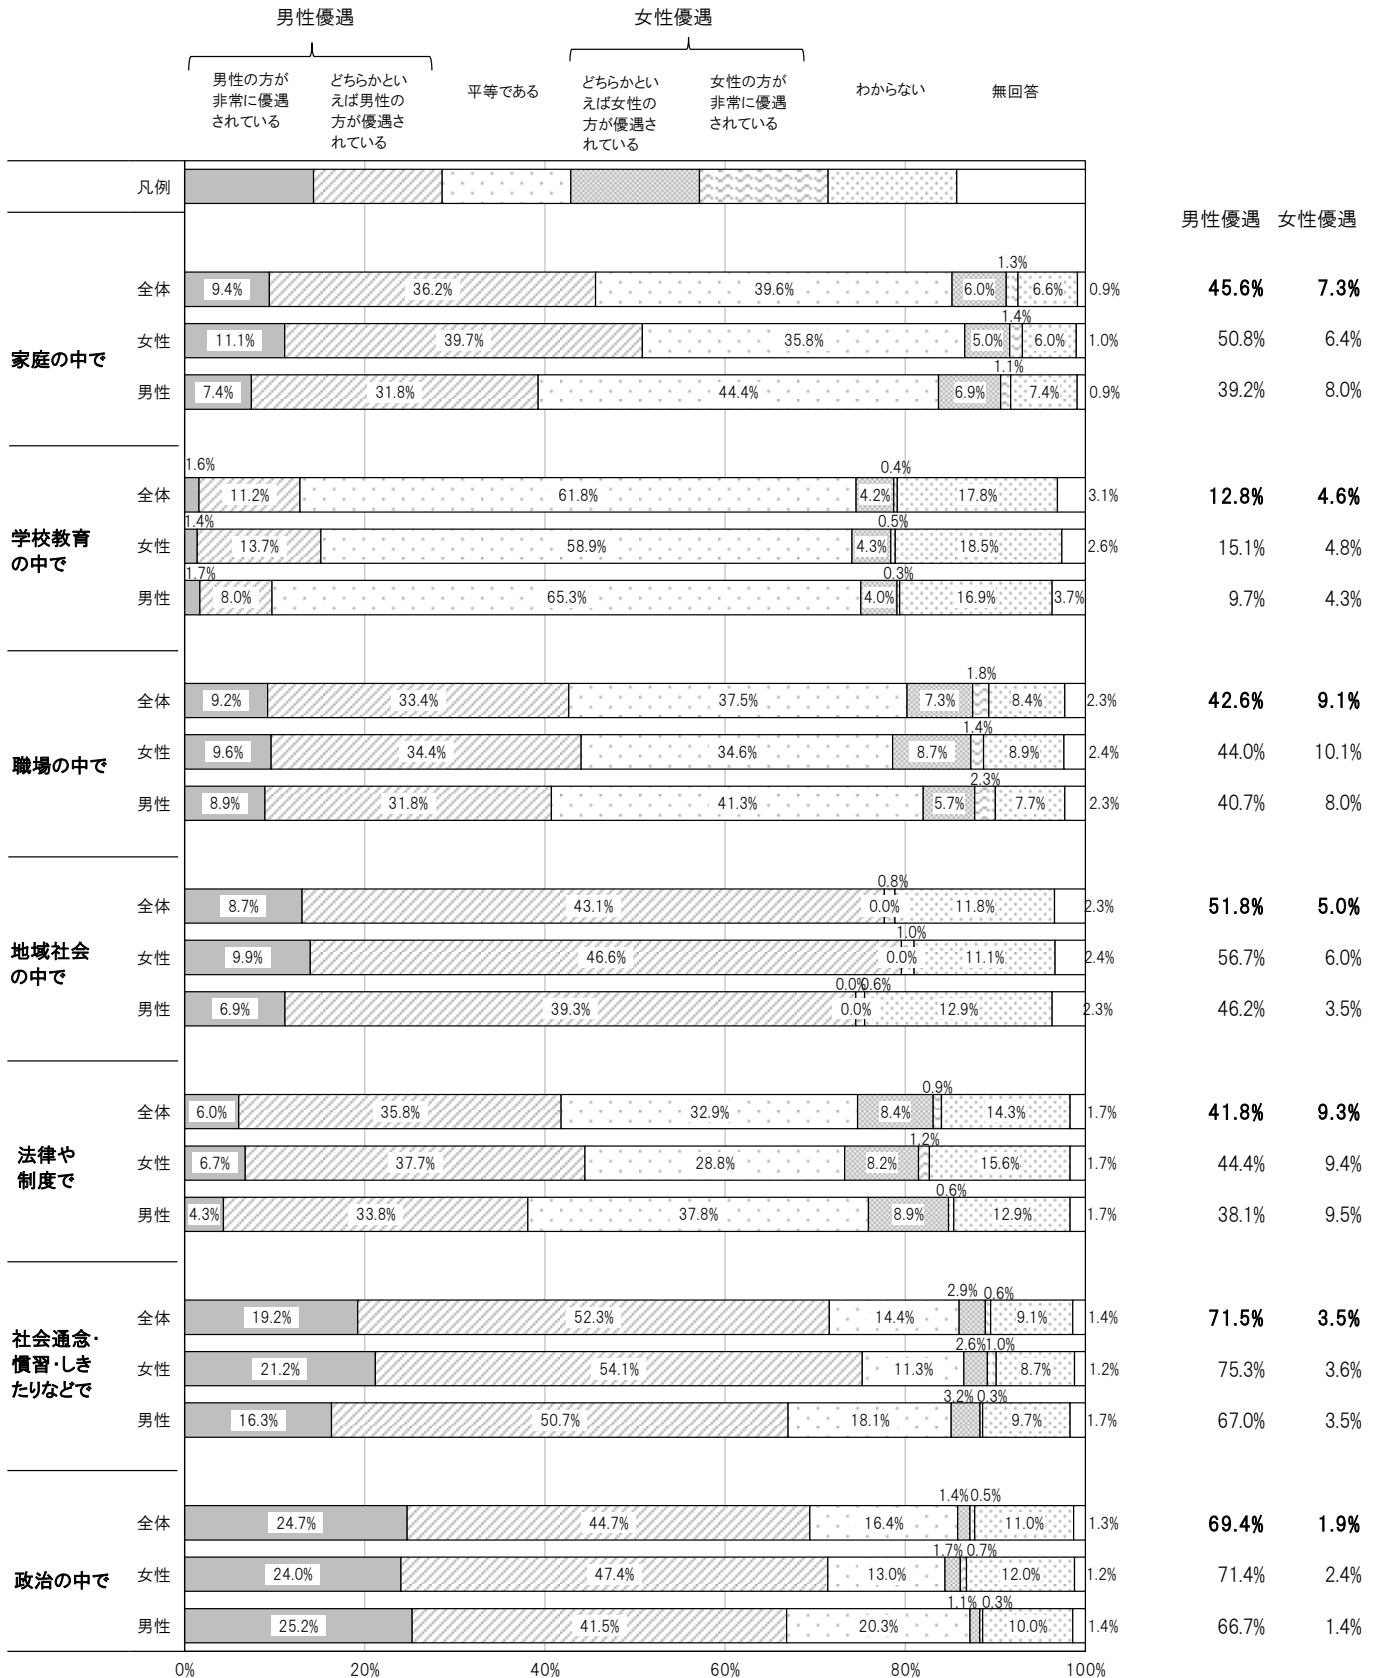 男性優遇 女性優遇
男性の方が
非常に優遇
されている
どちらかとい
えば男性の
方が優遇さ
れている
平等である
どちらかとい
えば女性の
方が優遇さ
れている
女性の方が
非常に優遇
されている
わからない
無回答
凡例
男性優遇 女性優遇
家庭の中で
1.3%
全体 9.4% 36.2% 39.6% 6.0% 6.6% 0.9% 45.6% 7.3%
1.4%
女性 11.1% 39.7% 35.8% 5.0% 6.0% 1.0% 50.8% 6.4%
1.1%
男性 7.4% 31.8% 44.4% 6.9% 7.4% 0.9% 39.2% 8.0%
学校教育
の中で
1.6% 0.4%
全体 11.2% 61.8% 4.2% 17.8% 3.1% 12.8% 4.6%
1.4% 0.5%
女性 13.7% 58.9% 4.3% 18.5% 2.6% 15.1% 4.8%
1.7% 0.3%
男性 8.0% 65.3% 4.0% 16.9% 3.7% 9.7% 4.3%
職場の中で
1.8%
全体 9.2% 33.4% 37.5% 7.3% 8.4% 2.3% 42.6% 9.1%
1.4%
女性 9.6% 34.4% 34.6% 8.7% 8.9% 2.4% 44.0% 10.1%
2.3%
男性 8.9% 31.8% 41.3% 5.7% 7.7% 2.3% 40.7% 8.0%
地域社会
の中で
0.8%
全体 8.7% 43.1% 0.0% 11.8% 2.3% 51.8% 5.0%
1.0%
女性 9.9% 46.6% 0.0% 11.1% 2.4% 56.7% 6.0%
0.0% 0.6%
男性 6.9% 39.3% 0.0% 12.9% 2.3% 46.2% 3.5%
法律や
制度で
0.9%
全体 6.0% 35.8% 32.9% 8.4% 14.3% 1.7% 41.8% 9.3%
1.2%
女性 6.7% 37.7% 28.8% 8.2% 15.6% 1.7% 44.4% 9.4%
0.6%
男性 4.3% 33.8% 37.8% 8.9% 12.9% 1.7% 38.1% 9.5%
社会通念・
慣習・しき
たりなどで
2.9% 0.6%
全体 19.2% 52.3% 14.4% 9.1% 1.4% 71.5% 3.5%
2.6% 1.0%
女性 21.2% 54.1% 11.3% 8.7% 1.2% 75.3% 3.6%
3.2% 0.3%
男性 16.3% 50.7% 18.1% 9.7% 1.7% 67.0% 3.5%
政治の中で
1.4% 0.5%
全体 24.7% 44.7% 16.4% 11.0% 1.3% 69.4% 1.9%
1.7% 0.7%
女性 24.0% 47.4% 13.0% 12.0% 1.2% 71.4% 2.4%
1.1% 0.3%
男性 25.2% 41.5% 20.3% 10.0% 1.4% 66.7% 1.4%
0% 20% 40% 60% 80% 100%